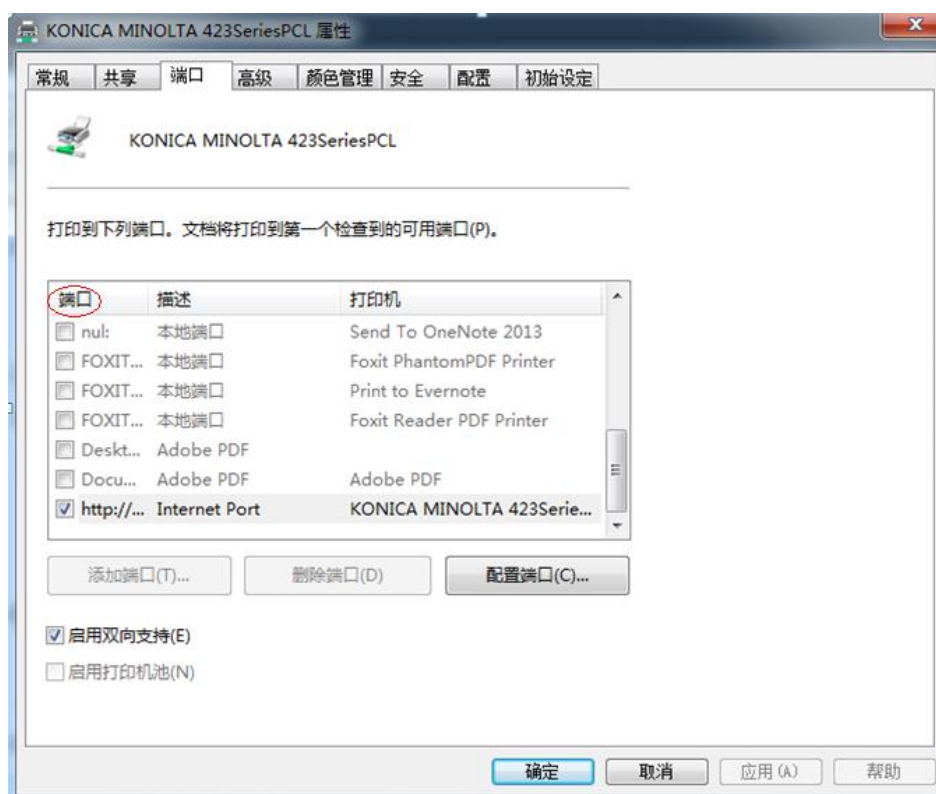 KONICA MINOLTA 423SeriesPCL 属性
常规 共享 端口 高级 颜色管理 安全 配置 初始设定
KONICA MINOLTA 423SeriesPCL
打印到下列端口。文档将打印到第一个检查到的可用端口(P)。
端口 描述 打印机
nul: 本地端口 Send To OneNote 2013
FOXIT... 本地端口 Foxit PhantomPDF Printer
FOXIT... 本地端口 Print to Evernote
FOXIT... 本地端口 Foxit Reader PDF Printer
Deskt... Adobe PDF
Docu... Adobe PDF Adobe PDF
http://... Internet Port KONICA MINOLTA 423Serie...
添加端口(T)... 删除端口(D) 配置端口(C)...
启用双向支持(E)
启用打印机池(N)
确定 取消 应用(A) 帮助